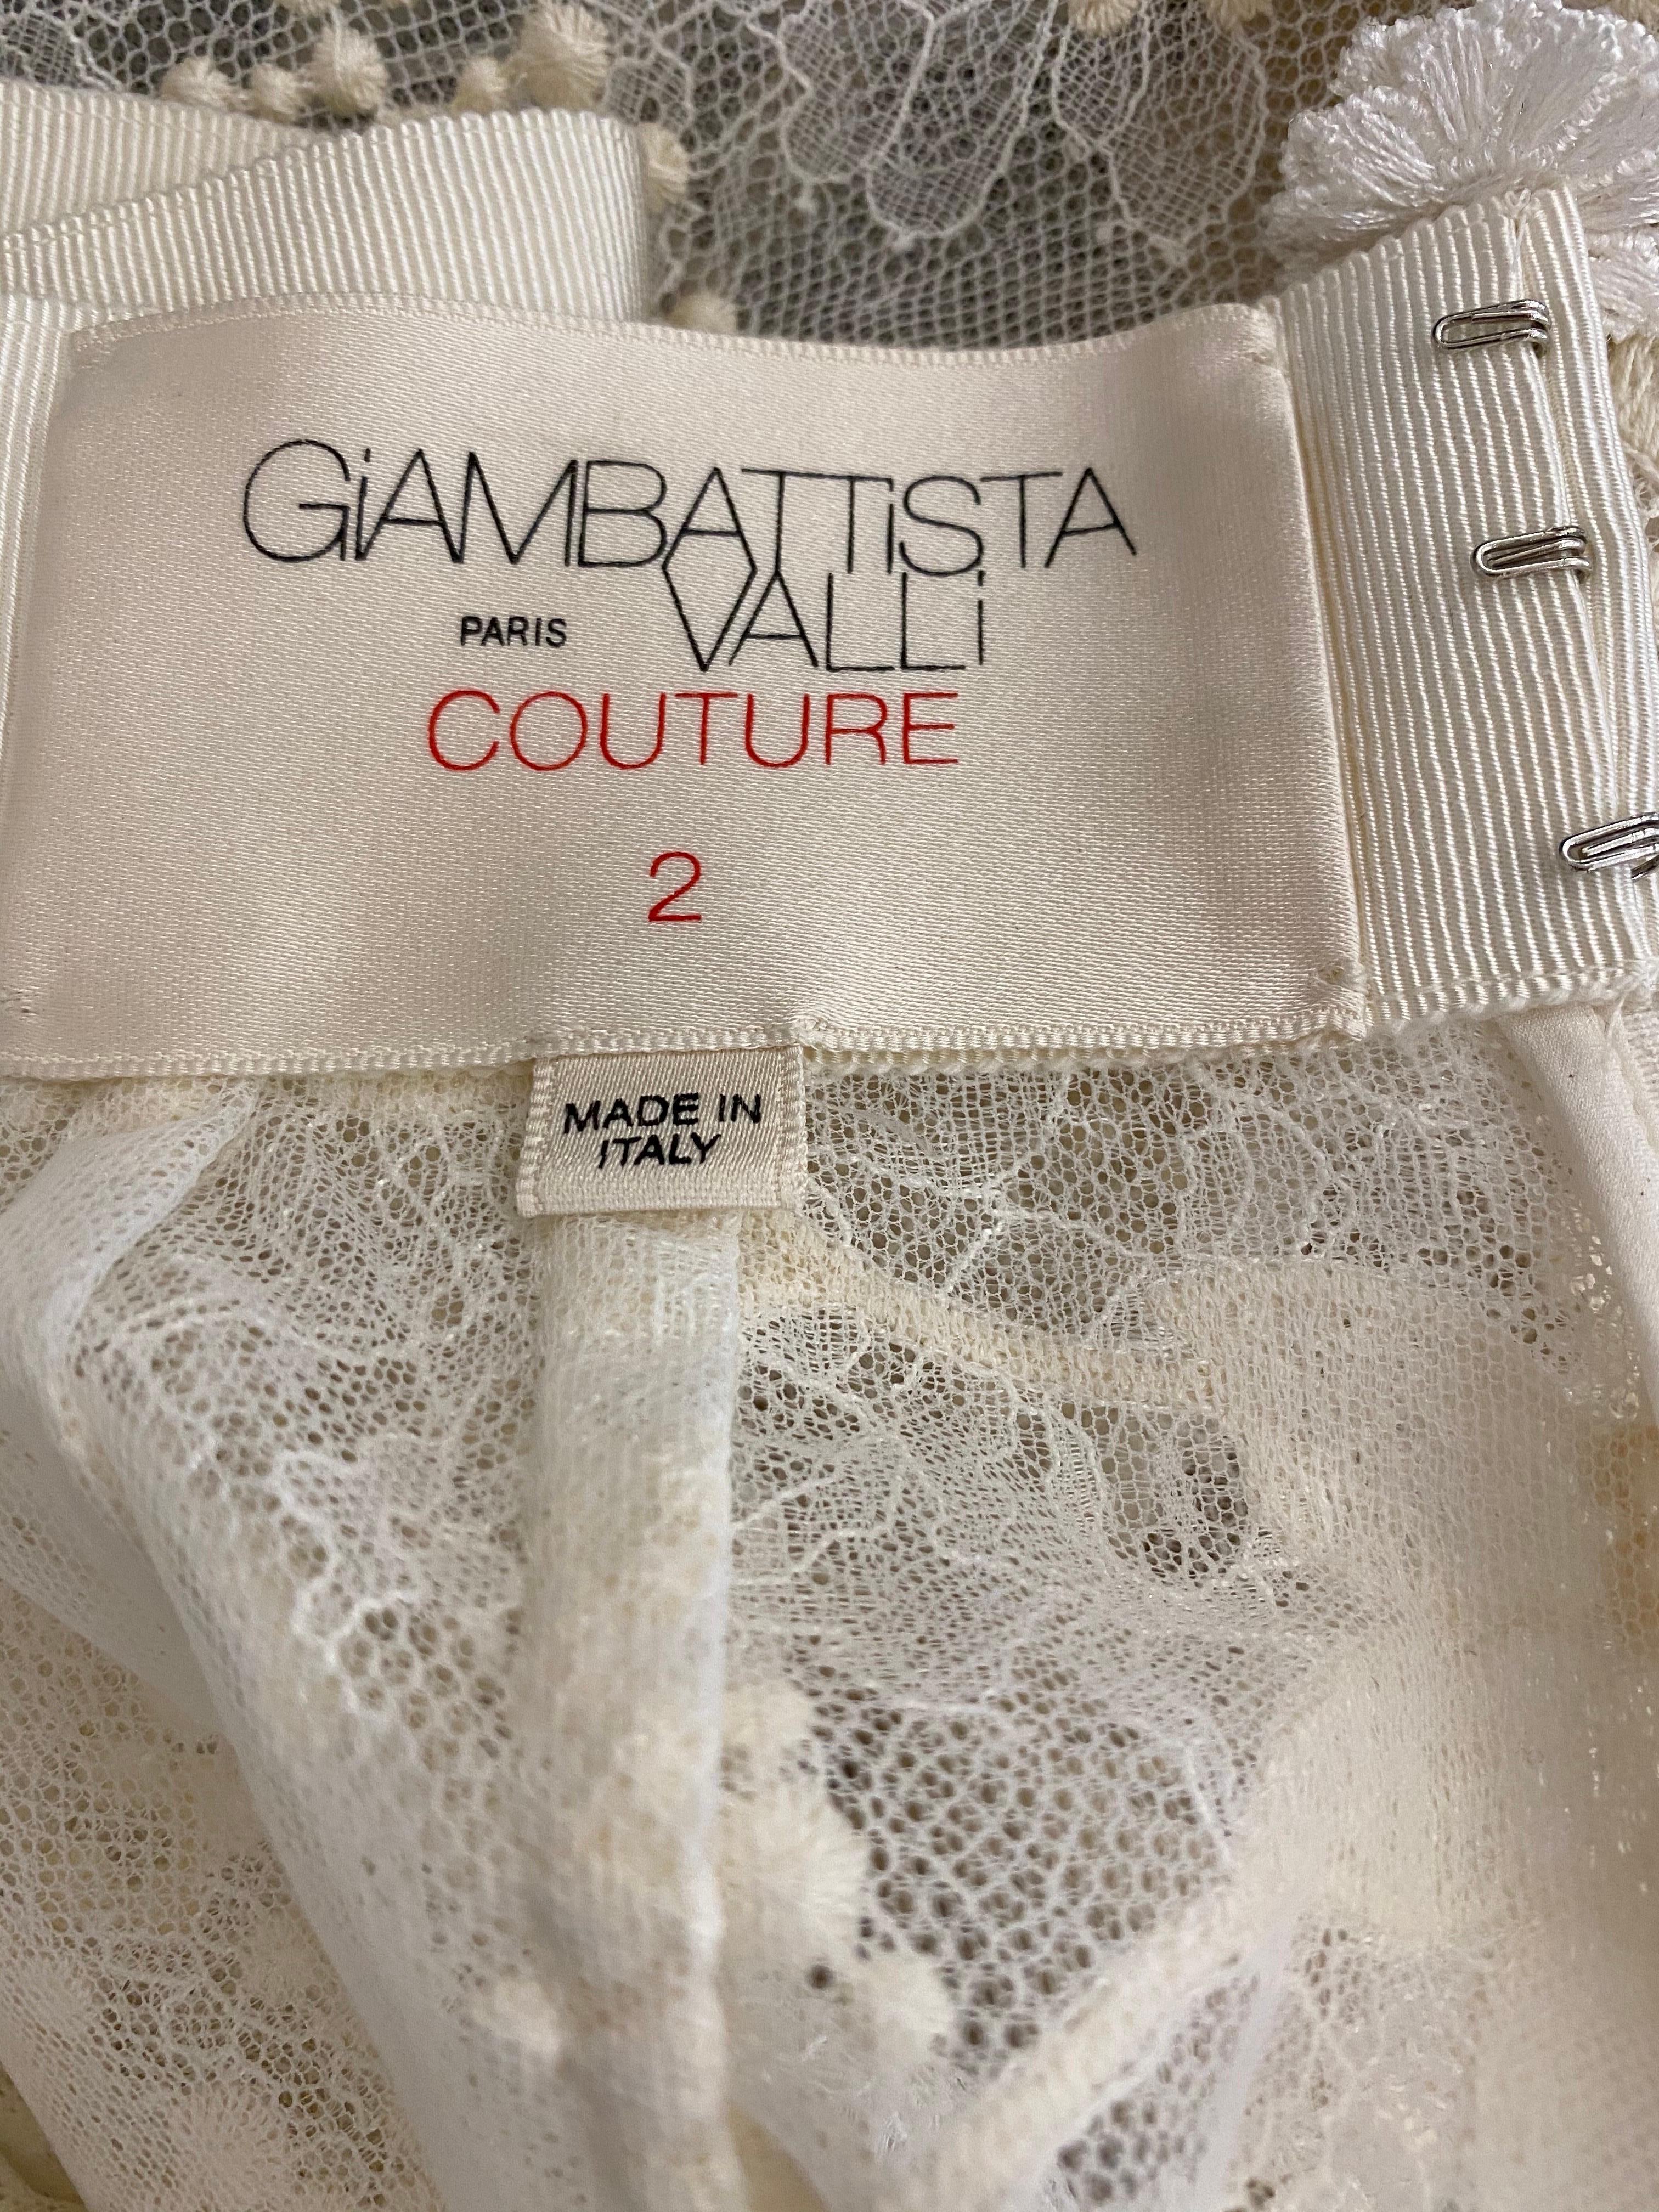 GiAMBATTiSTA
PARIS VALLi
COUTURE
2
MADE IN
ITALY